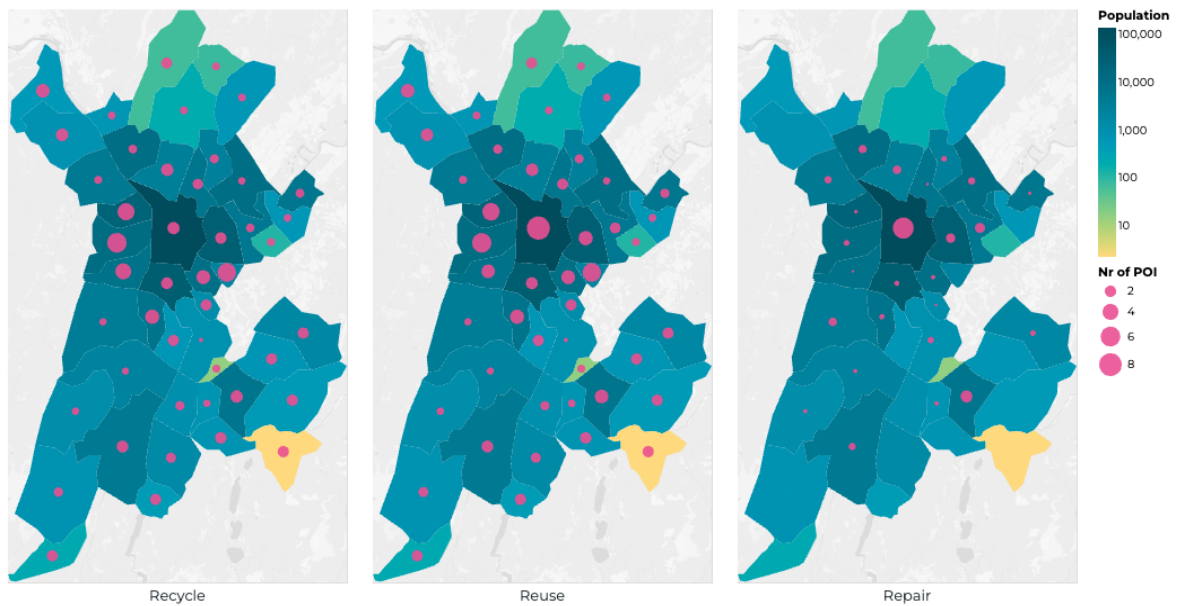 Population
100,000
10,000
1,000
100
10
Nr of POI
2
4
6
8
Recycle
Reuse
Repair